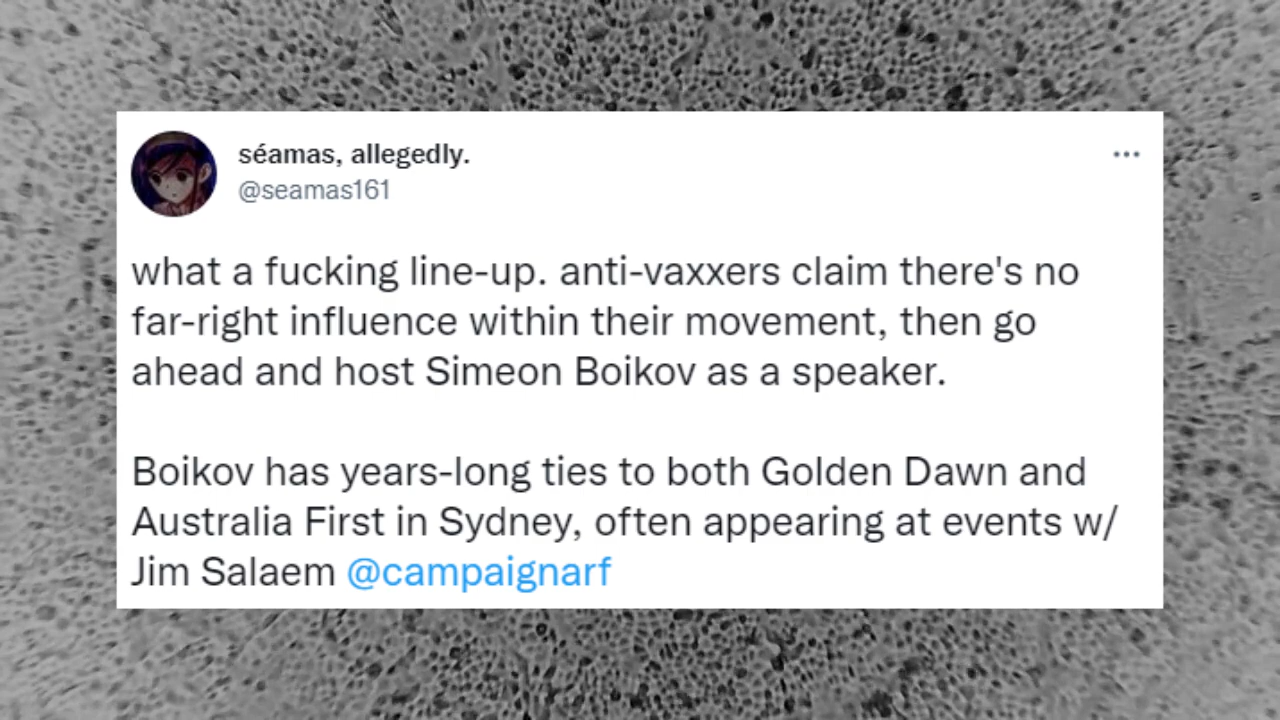 séamas, allegedly.
@seamas161
what a fucking line-up. anti-vaxxers claim there's no
far-right influence within their movement, then go
ahead and host Simeon Boikov as a speaker.
Boikov has years-long ties to both Golden Dawn and
Australia First in Sydney, often appearing at events w/
Jim Salaem @campaignarf